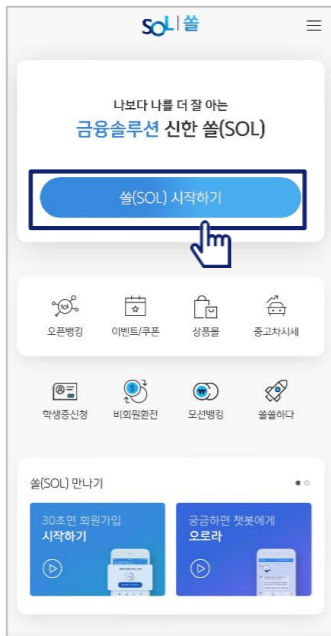 SOL 쏠
나보다 나를 더 잘 아는
금융솔루션 신한 쏠(SOL)
쏠(SOL) 시작하기
오픈뱅킹 이벤트/쿠폰 상품몰 중고차시세
학생증신청 비회원환전 모션뱅킹 쏠쏠하다
쏠(SOL) 만나기
30초면 회원가입
시작하기
궁금하면 챗봇에게
오로라